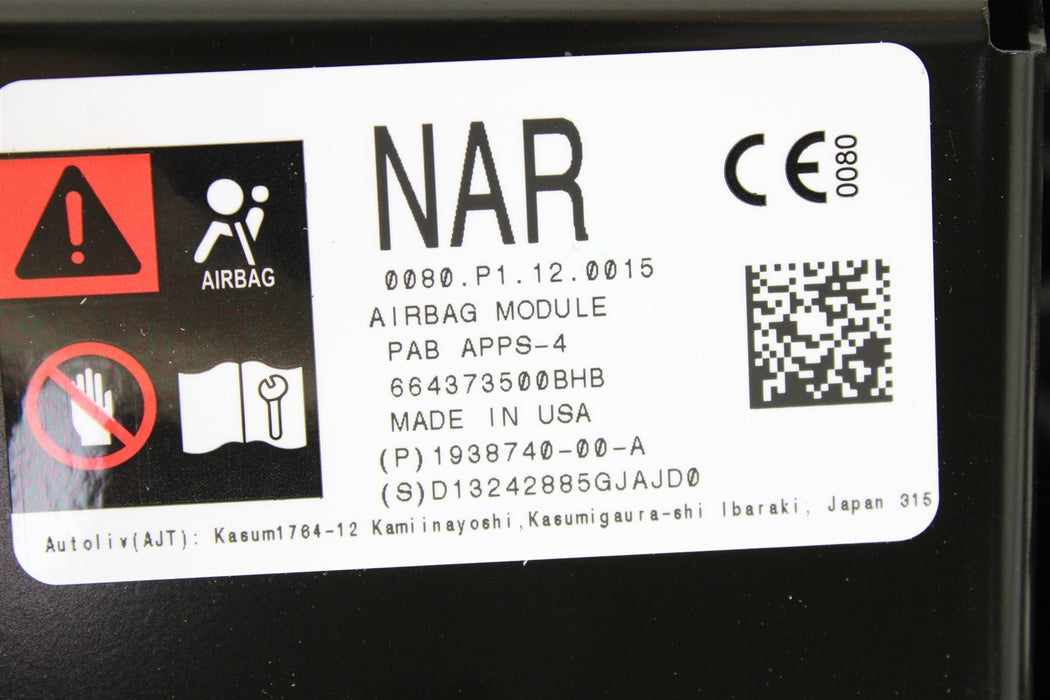 NAR
CE 0080
AIRBAG
0080.P1.12.0015
AIRBAG MODULE
PAB APPS-4
664373500BHB
MADE IN USA
(P)1938740-00-A
(S)D13242885GJAJD0
Autoliv(AJT): Kasum1764-12 Kamiinayoshi,Kasumigaura-shi Ibaraki, Japan 315